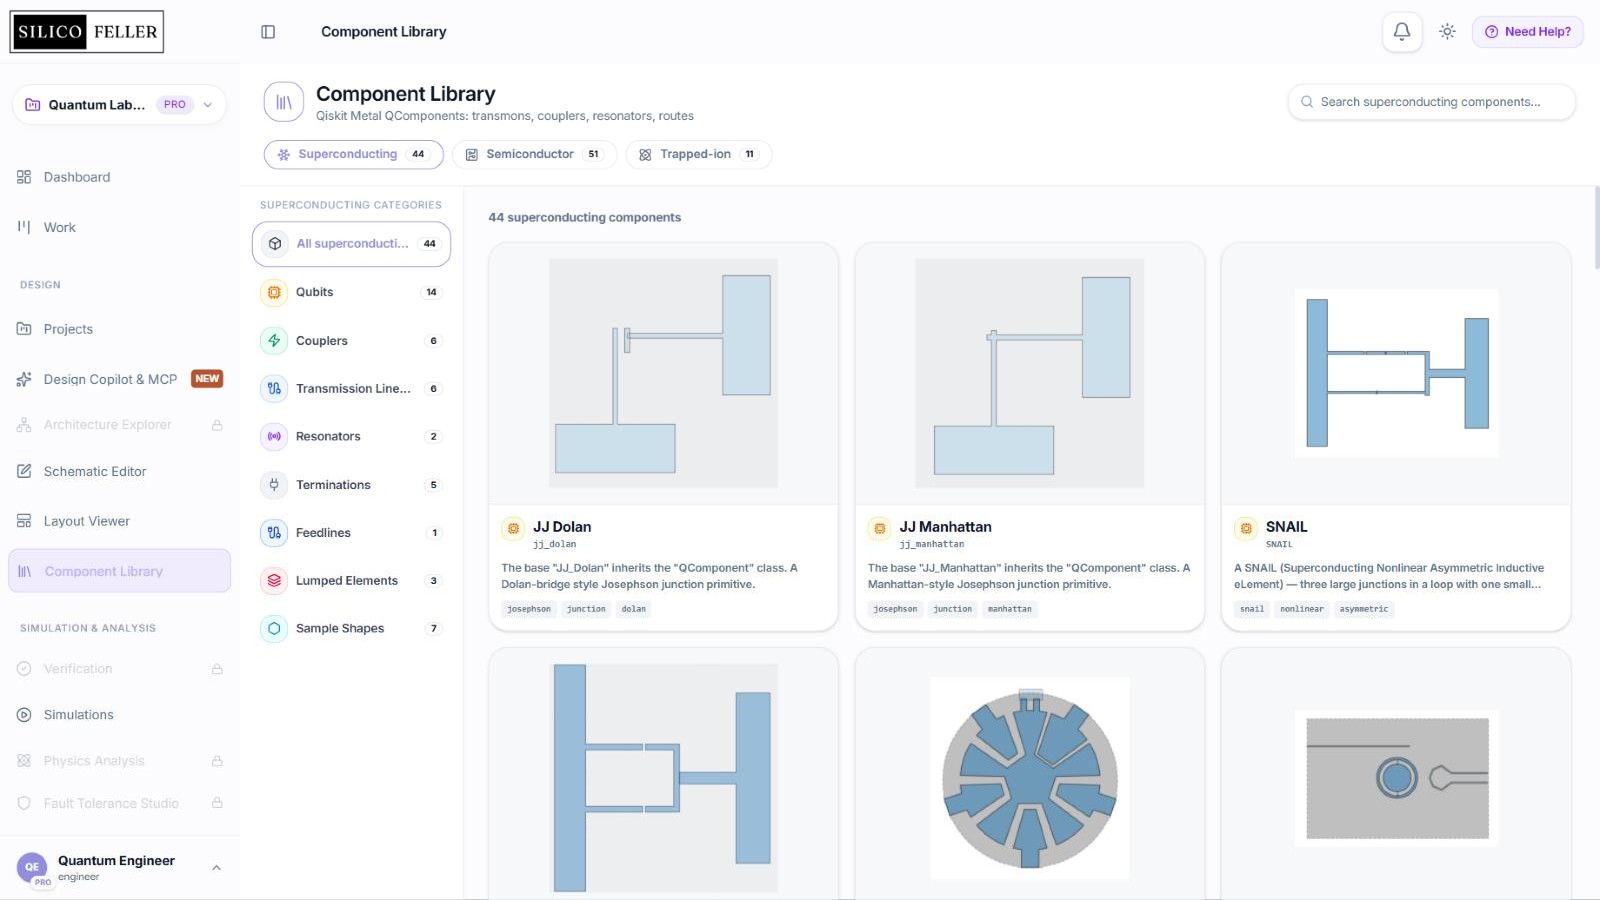 SILICO FELLER
Component Library
Need Help?
Quantum Lab... PRO
Dashboard
Work
DESIGN
Projects
Design Copilot & MCP NEW
Architecture Explorer
Schematic Editor
Layout Viewer
Component Library
SIMULATION & ANALYSIS
Verification
Simulations
Physics Analysis
Fault Tolerance Studio
QE
PRO
Quantum Engineer
engineer
Component Library
Qiskit Metal QComponents: transmons, couplers, resonators, routes
Search superconducting components...
Superconducting 44
Semiconductor 51
Trapped-ion 11
SUPERCONDUCTING CATEGORIES
All superconducti... 44
Qubits 14
Couplers 6
Transmission Line... 6
Resonators 2
Terminations 5
Feedlines 1
Lumped Elements 3
Sample Shapes 7
44 superconducting components
JJ Dolan
jj_dolan
The base "JJ_Dolan" inherits the "QComponent" class. A
Dolan-bridge style Josephson junction primitive.
josephson junction dolan
JJ Manhattan
jj_manhattan
The base "JJ_Manhattan" inherits the "QComponent" class. A
Manhattan-style Josephson junction primitive.
josephson junction manhattan
SNAIL
SNAIL
A SNAIL (Superconducting Nonlinear Asymmetric Inductive
eLement) — three large junctions in a loop with one small...
snail nonlinear asymmetric